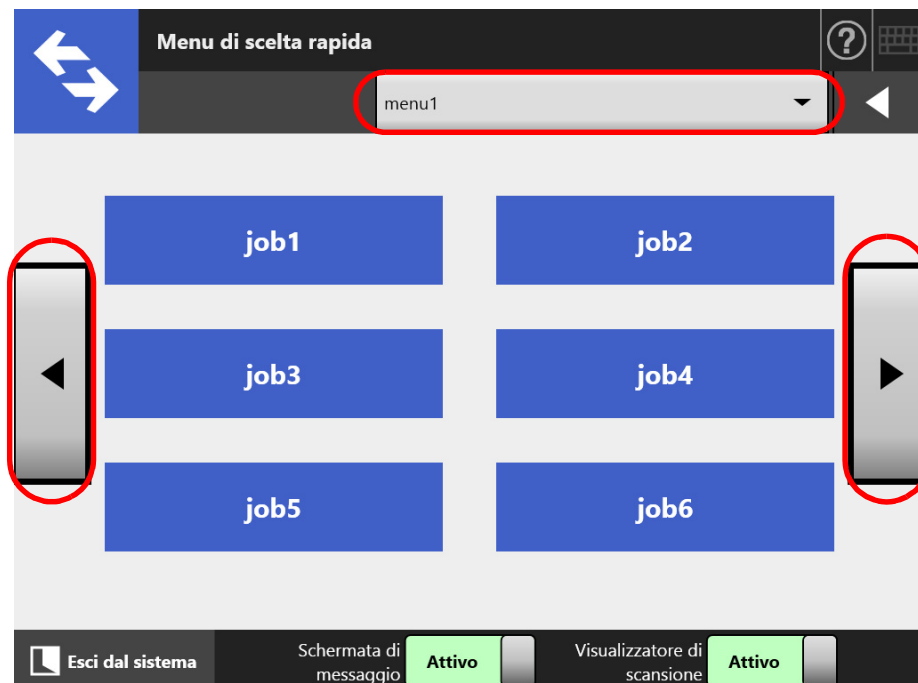 Menu di scelta rapida
?
menu1
job1
job2
job3
job4
job5
job6
Esci dal sistema
Schermata di
messaggio
Attivo
Visualizzatore di
scansione
Attivo